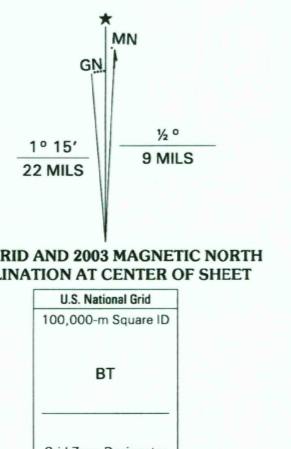 ★
MN
GN
1° 15′
22 MILS
½ °
9 MILS
RID AND 2003 MAGNETIC NORTH
LINATION AT CENTER OF SHEET
U.S. National Grid
100,000-m Square ID
BT